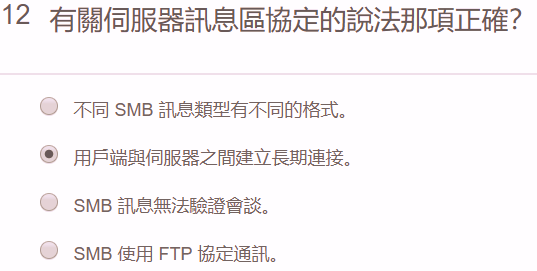 12 有關伺服器訊息區協定的說法那項正確?
不同 SMB 訊息類型有不同的格式。
用戶端與伺服器之間建立長期連接。
SMB 訊息無法驗證會談。
SMB 使用 FTP 協定通訊。